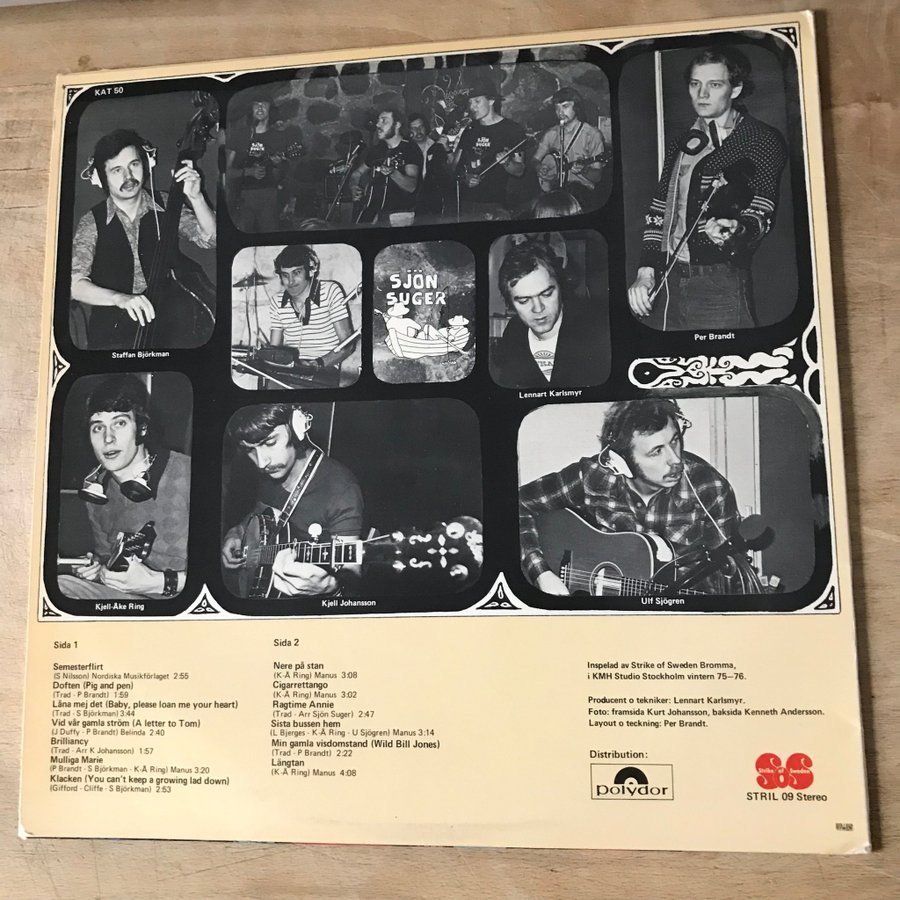 KAT 50
SJÖN
SUGER
SJÖN
SUGER
SJÖN
SUGER
Staffan Björkman
Per Brandt
Lennart Karlsmyr
Kjell-Åke Ring
Kjell Johansson
Ulf Sjögren
Sida 1
Semesterflirt
(S Nilsson) Nordiska Musikförlaget 2:55
Doften (Pig and pen)
(Trad - P Brandt) 1:59
Låna mej det (Baby, please loan me your heart)
(Trad - S Björkman) 3:44
Vid vår gamla ström (A letter to Tom)
(J Duffy - P Brandt) Belinda 2:40
Brilliancy
(Trad - Arr K Johansson) 1:57
Mulliga Marie
(P Brandt - S Björkman - K-Å Ring) Manus 3:20
Klacken (You can't keep a growing lad down)
(Gifford - Cliffe - S Björkman) 2:53
Sida 2
Nere på stan
(K-Å Ring) Manus 3:08
Cigarrettango
(K-Å Ring) Manus 3:02
Ragtime Annie
(Trad - Arr Sjön Suger) 2:47
Sista bussen hem
(L Bjerges - K-Å Ring - U Sjögren) Manus 3:14
Min gamla visdomstand (Wild Bill Jones)
(Trad - P Brandt) 2:22
Längtan
(K-Å Ring) Manus 4:08
Inspelad av Strike of Sweden Bromma,
i KMH Studio Stockholm vintern 75–76.
Producent o tekniker: Lennart Karlsmyr.
Foto: framsida Kurt Johansson, baksida Kenneth Andersson.
Layout o teckning: Per Brandt.
Distribution:
polydor
SoS
Strike of Sweden
STRIL 09 Stereo